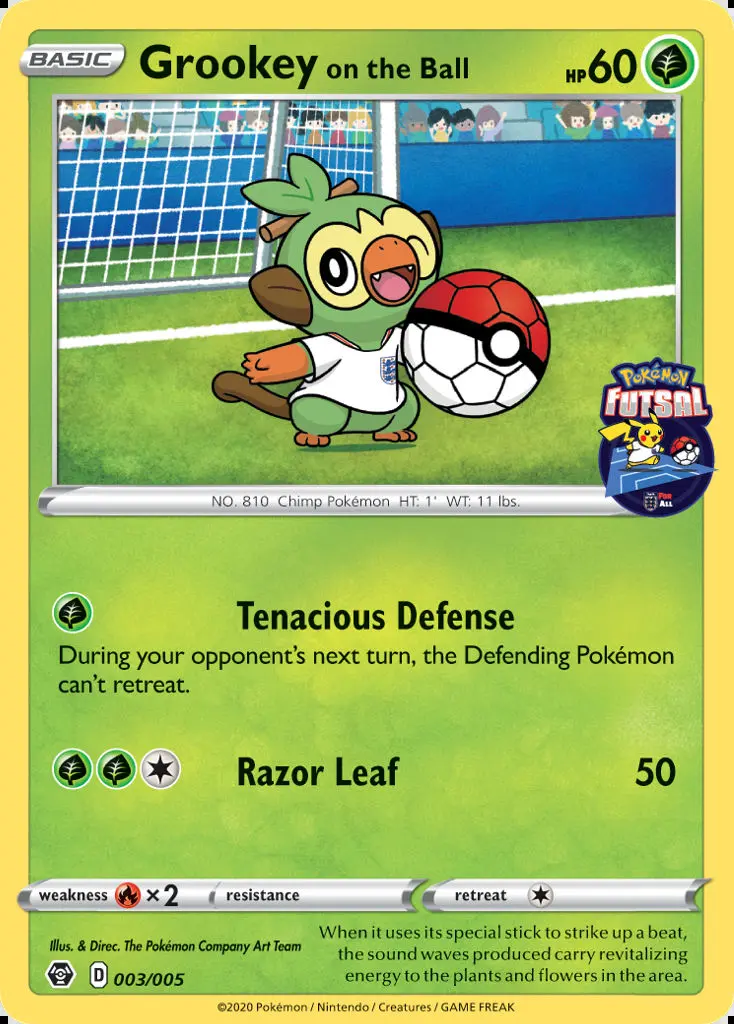 BASIC Grookey on the Ball HP60
Pokémon
FUTSAL
FOR
ALL
NO. 810 Chimp Pokémon HT: 1' WT: 11 lbs.
Tenacious Defense
During your opponent's next turn, the Defending Pokémon
can't retreat.
Razor Leaf 50
weakness ×2 resistance retreat
Illus. & Direc. The Pokémon Company Art Team
D 003/005
When it uses its special stick to strike up a beat,
the sound waves produced carry revitalizing
energy to the plants and flowers in the area.
©2020 Pokémon / Nintendo / Creatures / GAME FREAK